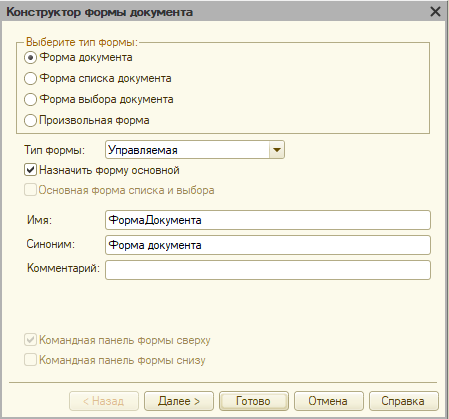 Конструктор формы документа
Выберите тип формы:
Форма документа
Форма списка документа
Форма выбора документа
Произвольная форма
Тип формы: Управляемая
Назначить форму основной
Основная форма списка и выбора
Имя: ФормаДокумента
Синоним: Форма документа
Комментарий:
Командная панель формы сверху
Командная панель формы снизу
< Назад Далее > Готово Отмена Справка